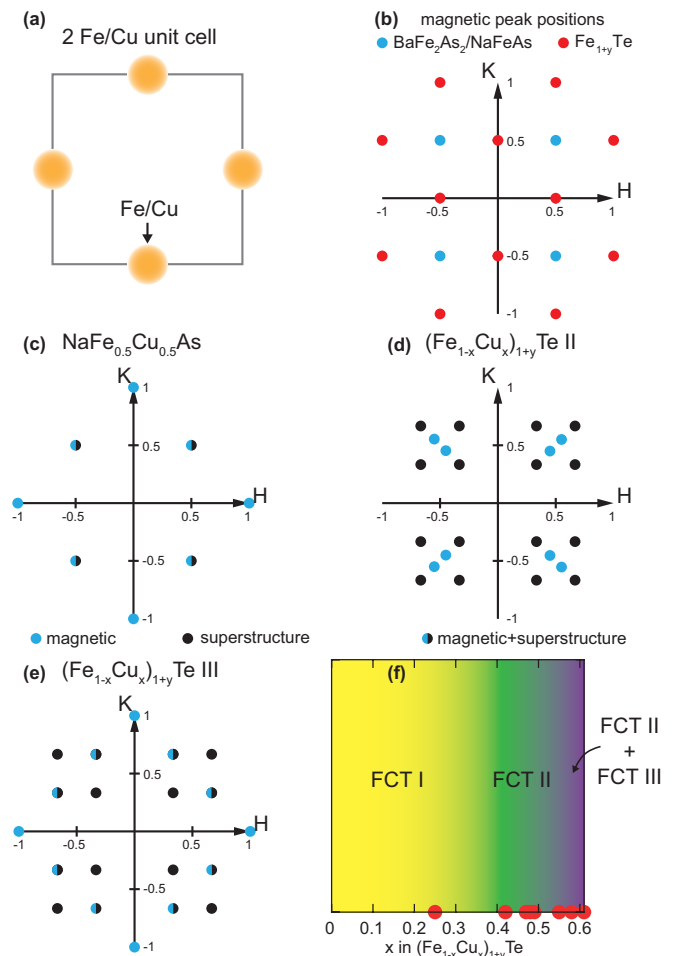 (a)
2 Fe/Cu unit cell
Fe/Cu
(b)
magnetic peak positions
BaFe₂As₂/NaFeAs
Fe₁₊ᵧTe
K
1
0.5
H
-1
-0.5
0.5
1
-0.5
-1
(c)
NaFe₀.₅Cu₀.₅As
K
1
0.5
H
-1
-0.5
0.5
1
-0.5
-1
(d)
(Fe₁₋ₓCuₓ)₁₊ᵧTe II
K
1
0.5
H
-1
-0.5
0.5
1
-0.5
-1
magnetic
superstructure
magnetic+superstructure
(e)
(Fe₁₋ₓCuₓ)₁₊ᵧTe III
K
1
0.5
H
-1
-0.5
0.5
1
-0.5
-1
(f)
FCT I
FCT II
FCT II
+
FCT III
0 0.1 0.2 0.3 0.4 0.5 0.6
x in (Fe₁₋ₓCuₓ)₁₊ᵧTe